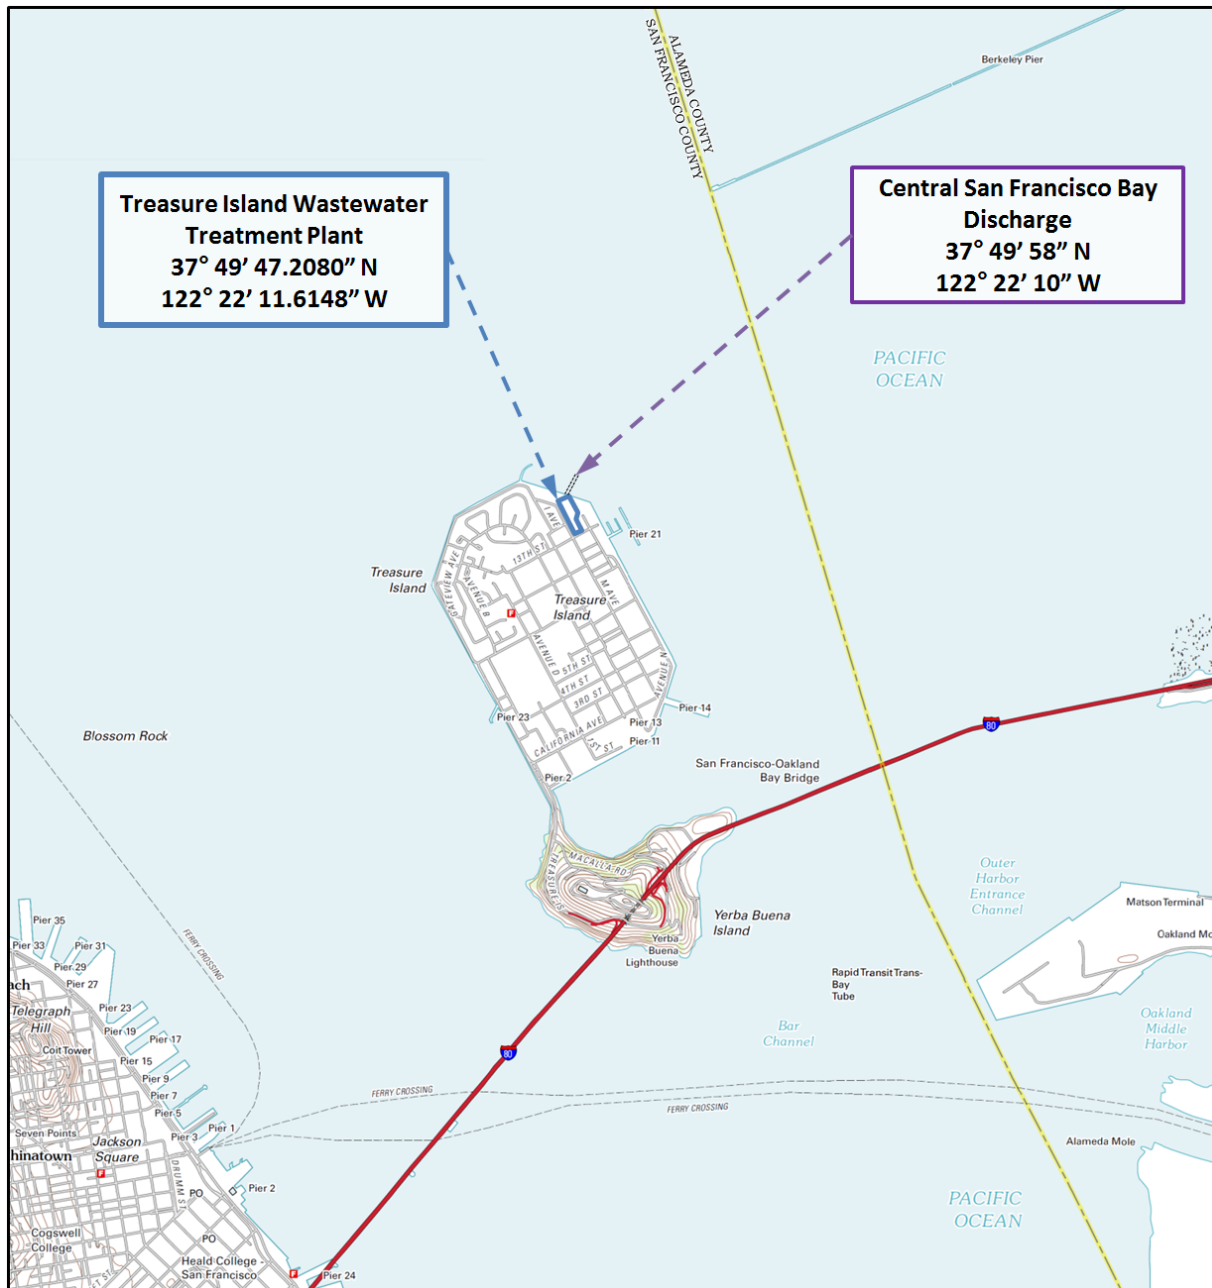 ALAMEDA COUNTY
SAN FRANCISCO COUNTY
Berkeley Pier
Treasure Island Wastewater
Treatment Plant
37° 49’ 47.2080” N
122° 22’ 11.6148” W
Central San Francisco Bay
Discharge
37° 49’ 58” N
122° 22’ 10” W
PACIFIC
OCEAN
I AVE
Pier 21
13TH ST
Treasure
Island
GATEVIEW AVE
AVENUE B
M AVE
Treasure
Island
F
AVENUE D
5TH ST
4TH ST
3RD ST
AVENUE N
Pier 23
Pier 14
CALIFORNIA AVE
Pier 13
1ST ST
Pier 11
80
Blossom Rock
San Francisco-Oakland
Bay Bridge
Pier 2
MACALLA RD
TREASURE IS
Outer
Harbor
Entrance
Channel
Matson Terminal
Oakland Mo
Yerba Buena
Island
Yerba
Buena
Lighthouse
Rapid Transit Trans-
Bay
Tube
Bar
Channel
Oakland
Middle
Harbor
FERRY CROSSING
Pier 35
Pier 33
Pier 31
Pier 29
Pier 27
ach
Telegraph
Hill
Pier 23
Pier 19
Coit Tower
Pier 17
Pier 15
80
Pier 9
Pier 7
FERRY CROSSING
FERRY CROSSING
Pier 5
Seven Points
Pier 1
Pier 3
Jackson
Square
hinatown
F
Alameda Mole
DRUMM ST
PO
Pier 2
PACIFIC
OCEAN
Cogswell
College
PO
Heald College -
San Francisco
F
Pier 24